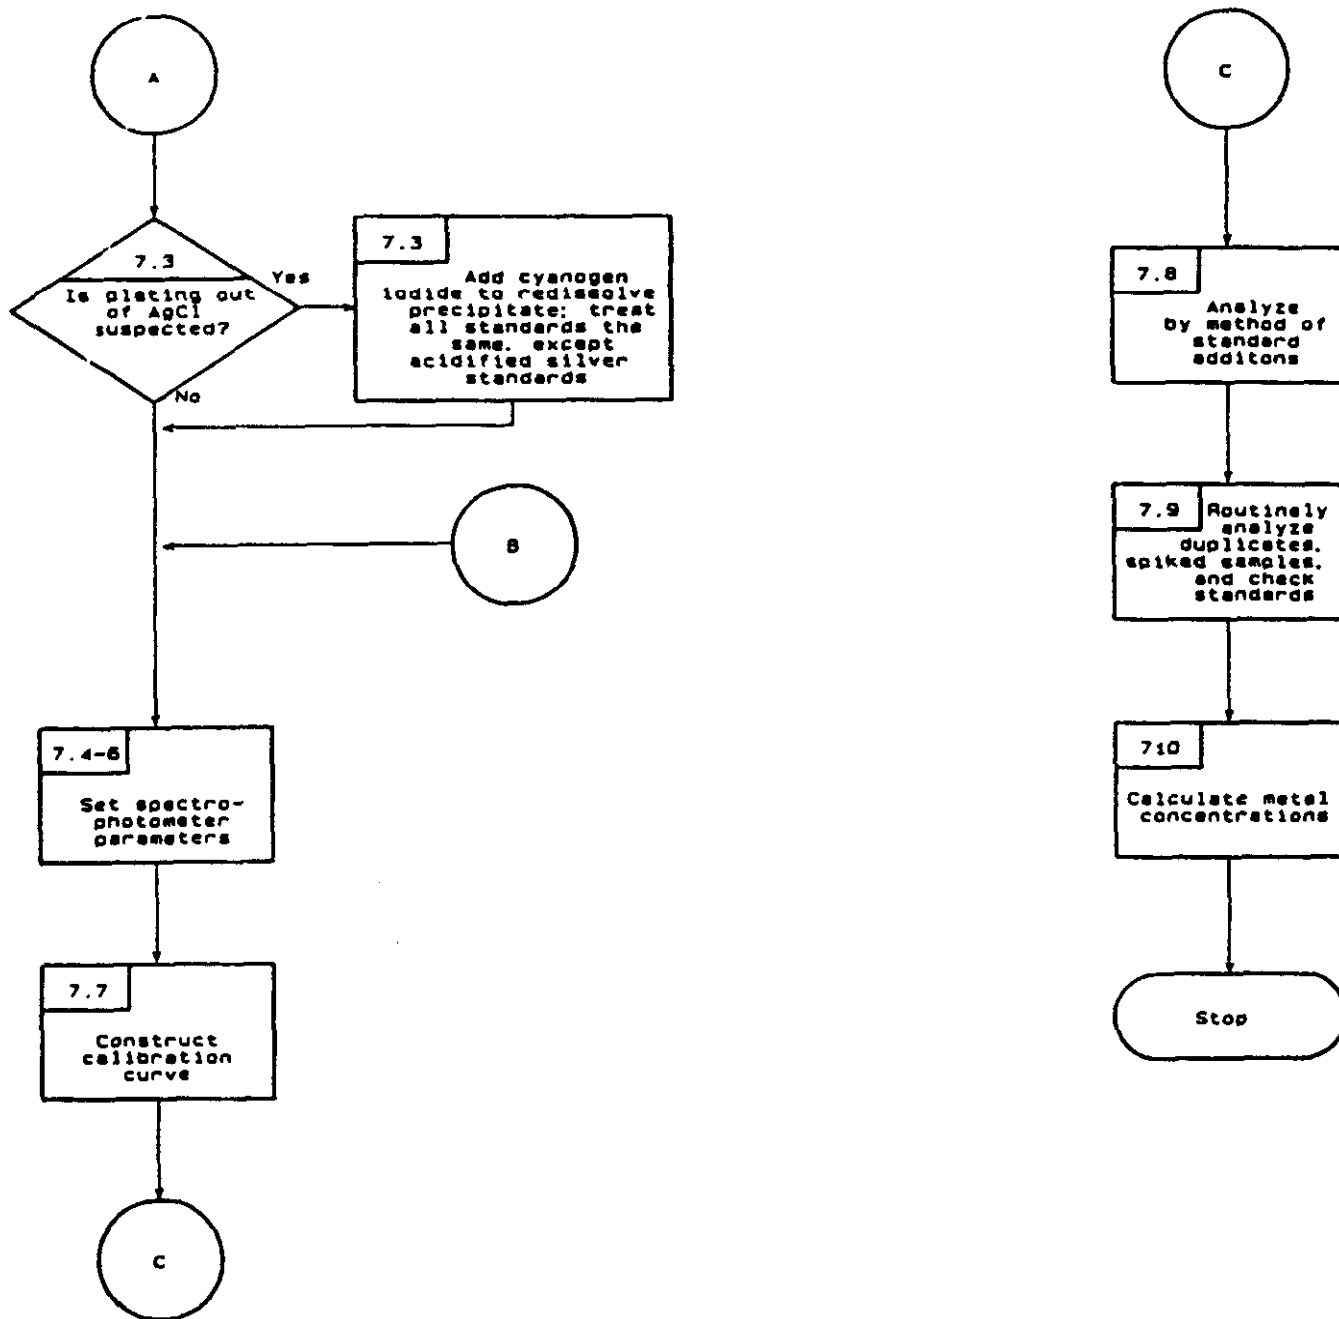 A
7.3
Is plating out
of AgCl
suspected?
Yes
No
7.3
Add cyanogen
iodide to redissolve
precipitate; treat
all standards the
same, except
acidified silver
standards
B
7.4-6
Set spectro-
photometer
parameters
7.7
Construct
calibration
curve
C
C
7.8
Analyze
by method of
standard
additons
7.9
Routinely
analyze
duplicates,
spiked samples,
and check
standards
7.10
Calculate metal
concentrations
Stop